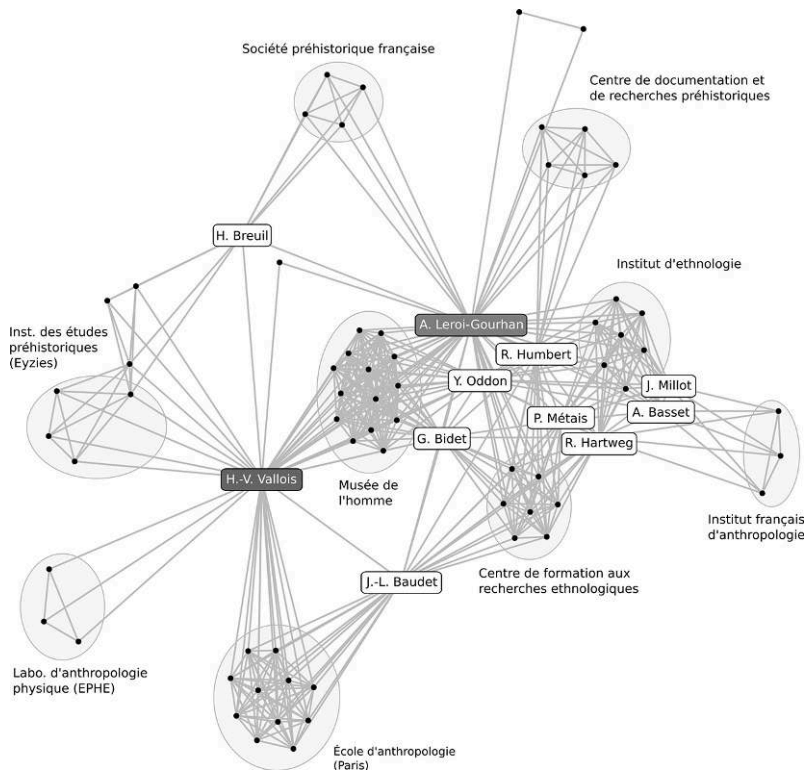 Société préhistorique française
Centre de documentation et
de recherches préhistoriques
H. Breuil
Institut d'ethnologie
A. Leroi-Gourhan
Inst. des études
préhistoriques
(Eyzies)
R. Humbert
Y. Oddon
J. Millot
A. Basset
P. Métais
G. Bidet
R. Hartweg
H.-V. Vallois
Musée de
l'homme
Institut français
d'anthropologie
J.-L. Baudet
Centre de formation aux
recherches ethnologiques
Labo. d'anthropologie
physique (EPHE)
École d'anthropologie
(Paris)